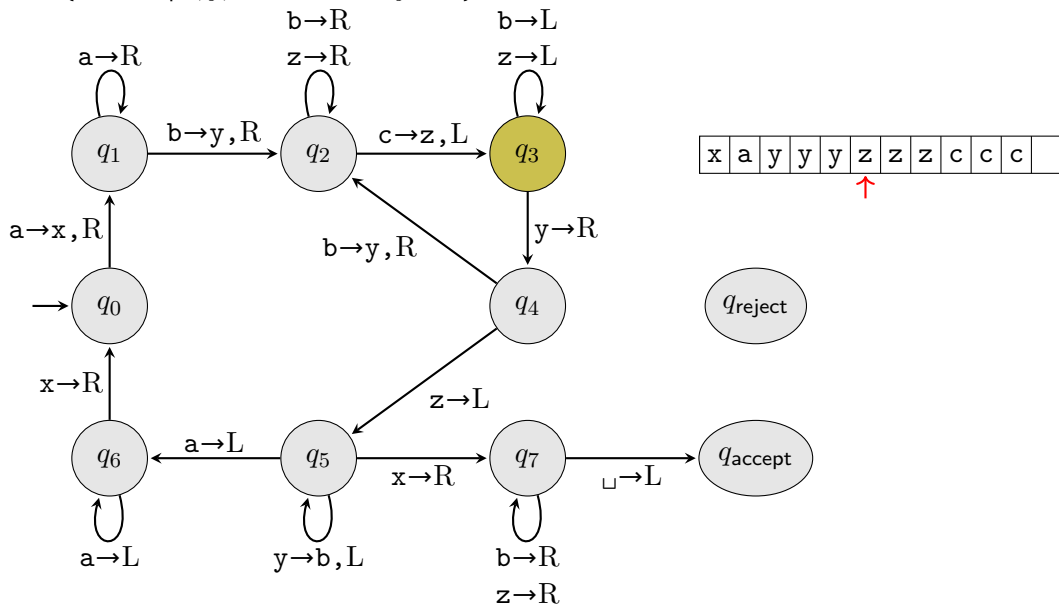 b→R
b→L
a→R
z→R
z→L
q1
b→y,R
q2
c→z,L
q3
x a y y y z z z c c c
a→x,R
b→y,R
y→R
q0
q4
qreject
x→R
z→L
q6
a→L
q5
x→R
q7
␣→L
qaccept
a→L
y→b,L
b→R
z→R